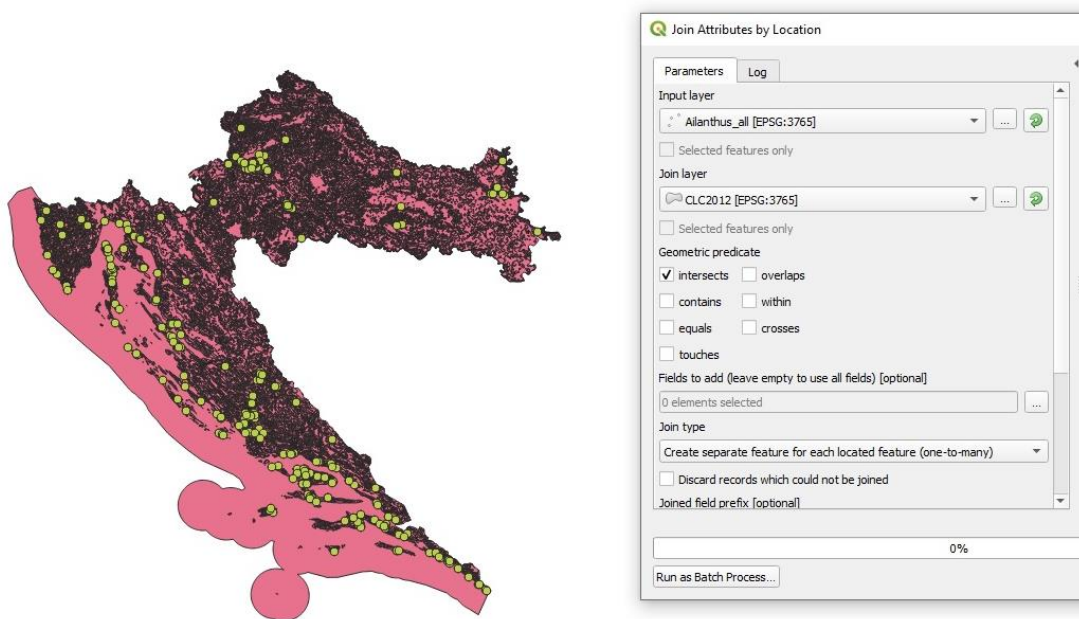 Join Attributes by Location
Parameters Log
Input layer
Ailanthus_all [EPSG:3765]
...
Selected features only
Join layer
CLC2012 [EPSG:3765]
...
Selected features only
Geometric predicate
intersects overlaps
contains within
equals crosses
touches
Fields to add (leave empty to use all fields) [optional]
0 elements selected
...
Join type
Create separate feature for each located feature (one-to-many)
Discard records which could not be joined
Joined field prefix [optional]
0%
Run as Batch Process...